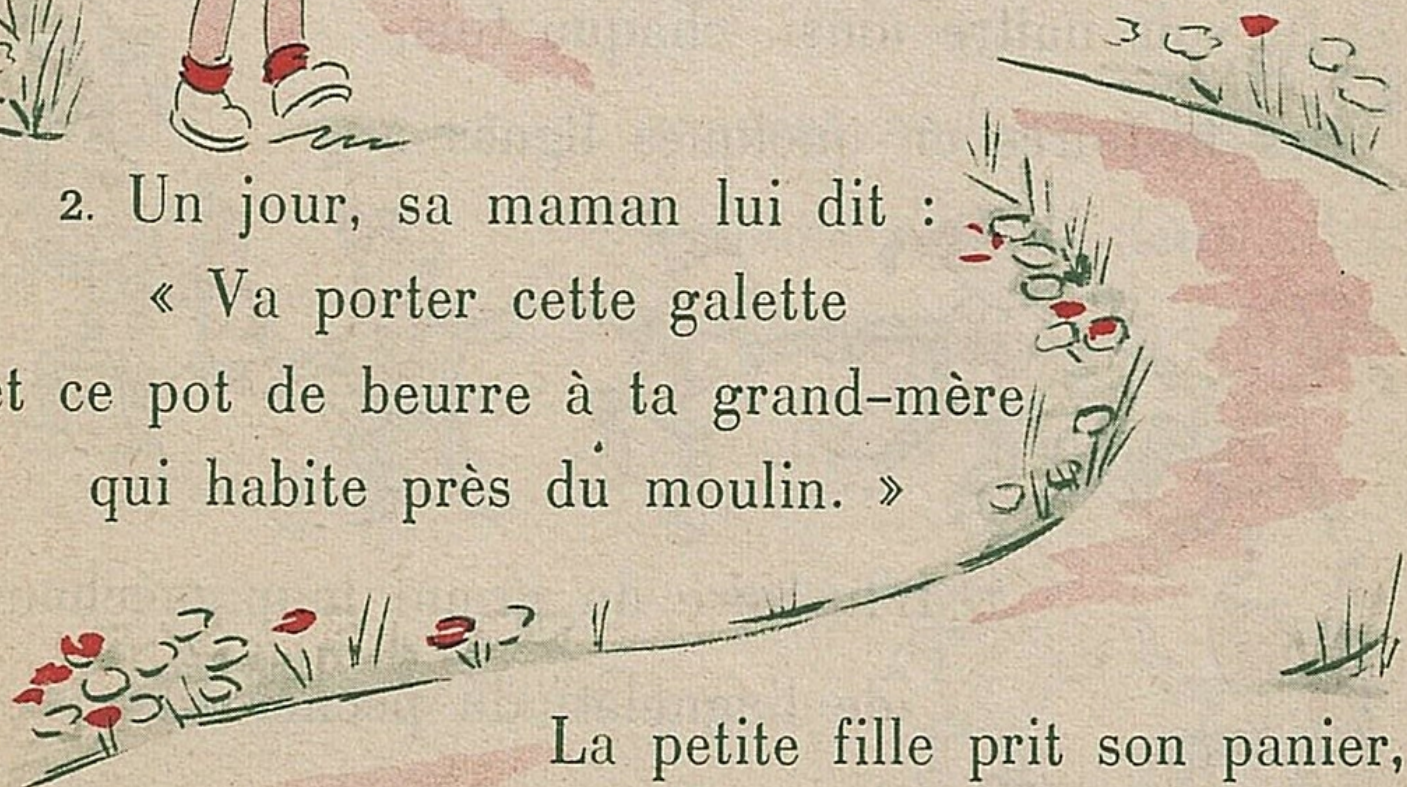 2. Un jour, sa maman lui dit :
« Va porter cette galette
et ce pot de beurre à ta grand-mère
qui habite près du moulin. »
La petite fille prit son panier,